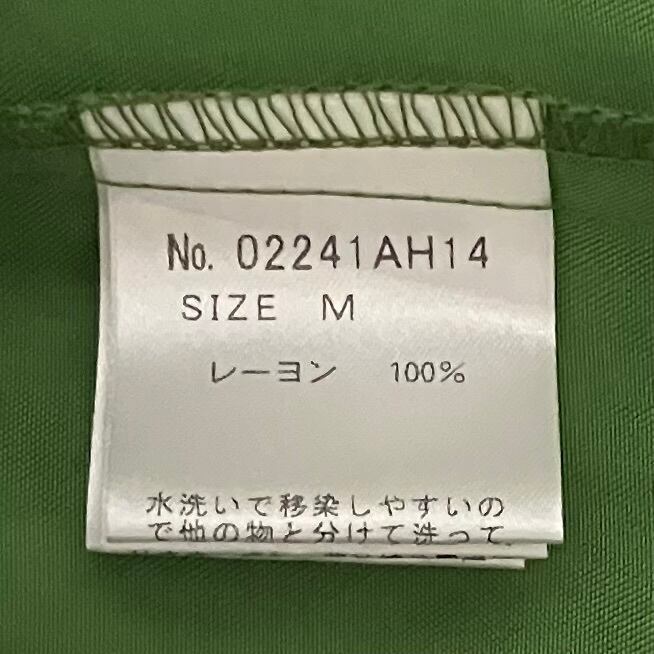 No. 02241AH14
SIZE M
レーヨン 100%
水洗いで移染しやすいの
で他の物と分けて洗って